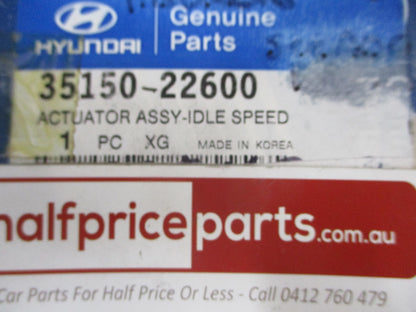 HYUNDAI
Genuine
Parts
35150-22600
ACTUATOR ASSY-IDLE SPEED
1 PC XG MADE IN KOREA
halfpriceparts.com.au
Car Parts For Half Price Or Less - Call 0412 760 479